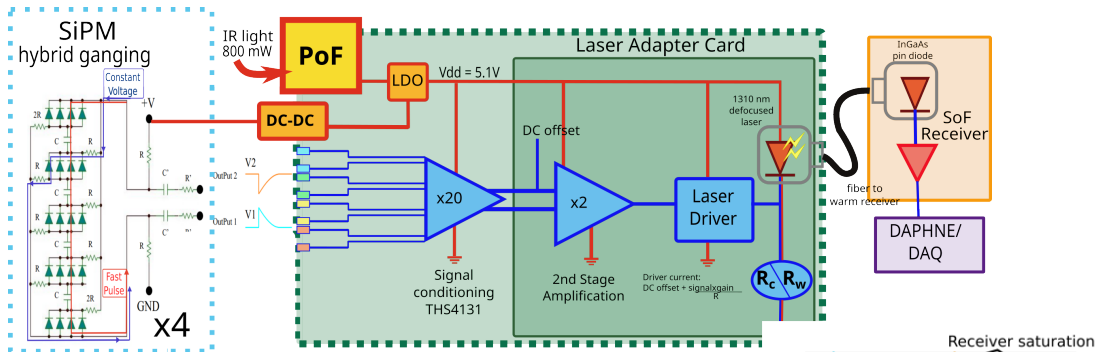 SiPM
hybrid ganging
Constant
Voltage
+V
2R
R'
C'
C
R
R
R
C
R
R
R'
C'
R
Fast
Pulse
R
C
2R
GND
x4
IR light
800 mW
PoF
LDO
DC-DC
Vdd = 5.1V
Laser Adapter Card
V2
OutPut 2
V1
OutPut 1
x20
Signal
conditioning
THS4131
DC offset
x2
2nd Stage
Amplification
Laser
Driver
Driver current:
DC offset + signalxgain
R
1310 nm
defocused
laser
Rc
Rw
InGaAs
pin diode
SoF
Receiver
fiber to
warm receiver
DAPHNE/
DAQ
Receiver saturation